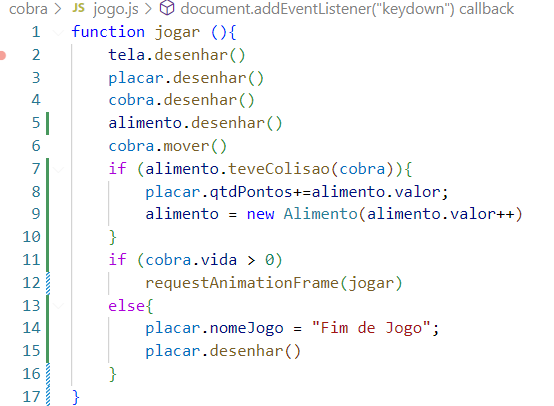 cobra > JS jogo.js > document.addEventListener("keydown") callback
1 function jogar (){
2 tela.desenhar()
3 placar.desenhar()
4 cobra.desenhar()
5 alimento.desenhar()
6 cobra.mover()
7 if (alimento.teveColisao(cobra)){
8 placar.qtdPontos+=alimento.valor;
9 alimento = new Alimento(alimento.valor++)
10 }
11 if (cobra.vida > 0)
12 requestAnimationFrame(jogar)
13 else{
14 placar.nomeJogo = "Fim de Jogo";
15 placar.desenhar()
16 }
17 }